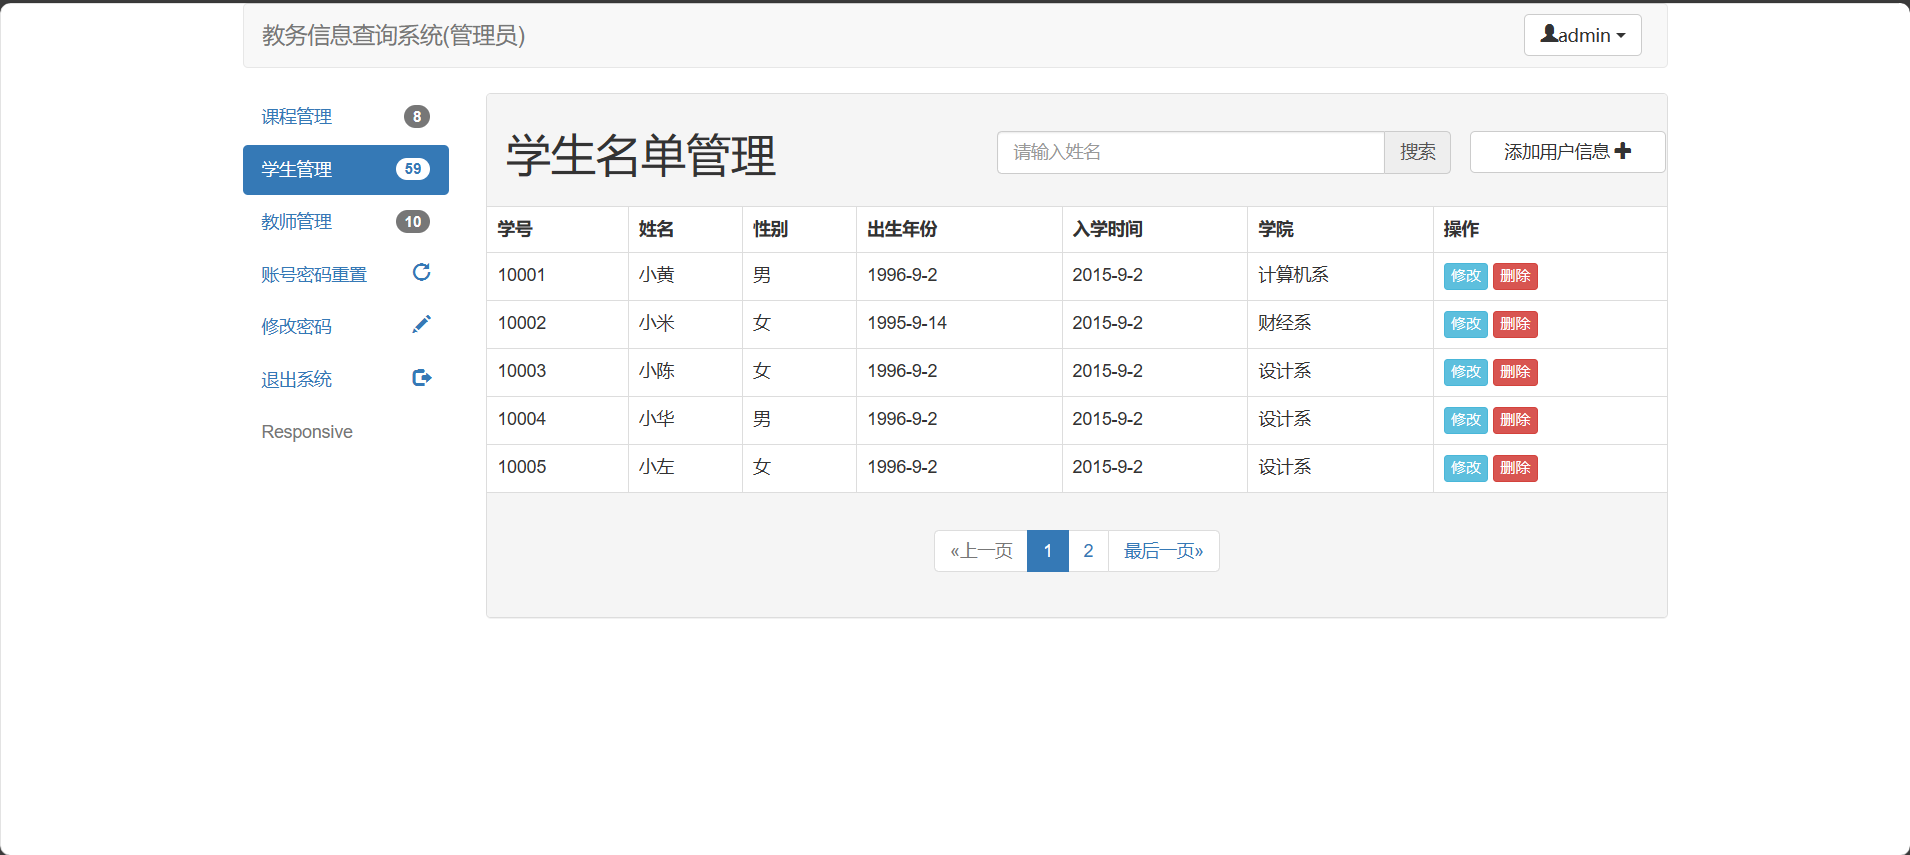 教务信息查询系统(管理员)
admin
课程管理 8
学生管理 59
教师管理 10
账号密码重置
修改密码
退出系统
Responsive
学生名单管理
请输入姓名 搜索
添加用户信息
学号 姓名 性别 出生年份 入学时间 学院 操作
10001 小黄 男 1996-9-2 2015-9-2 计算机系 修改 删除
10002 小米 女 1995-9-14 2015-9-2 财经系 修改 删除
10003 小陈 女 1996-9-2 2015-9-2 设计系 修改 删除
10004 小华 男 1996-9-2 2015-9-2 设计系 修改 删除
10005 小左 女 1996-9-2 2015-9-2 设计系 修改 删除
«上一页 1 2 最后一页»